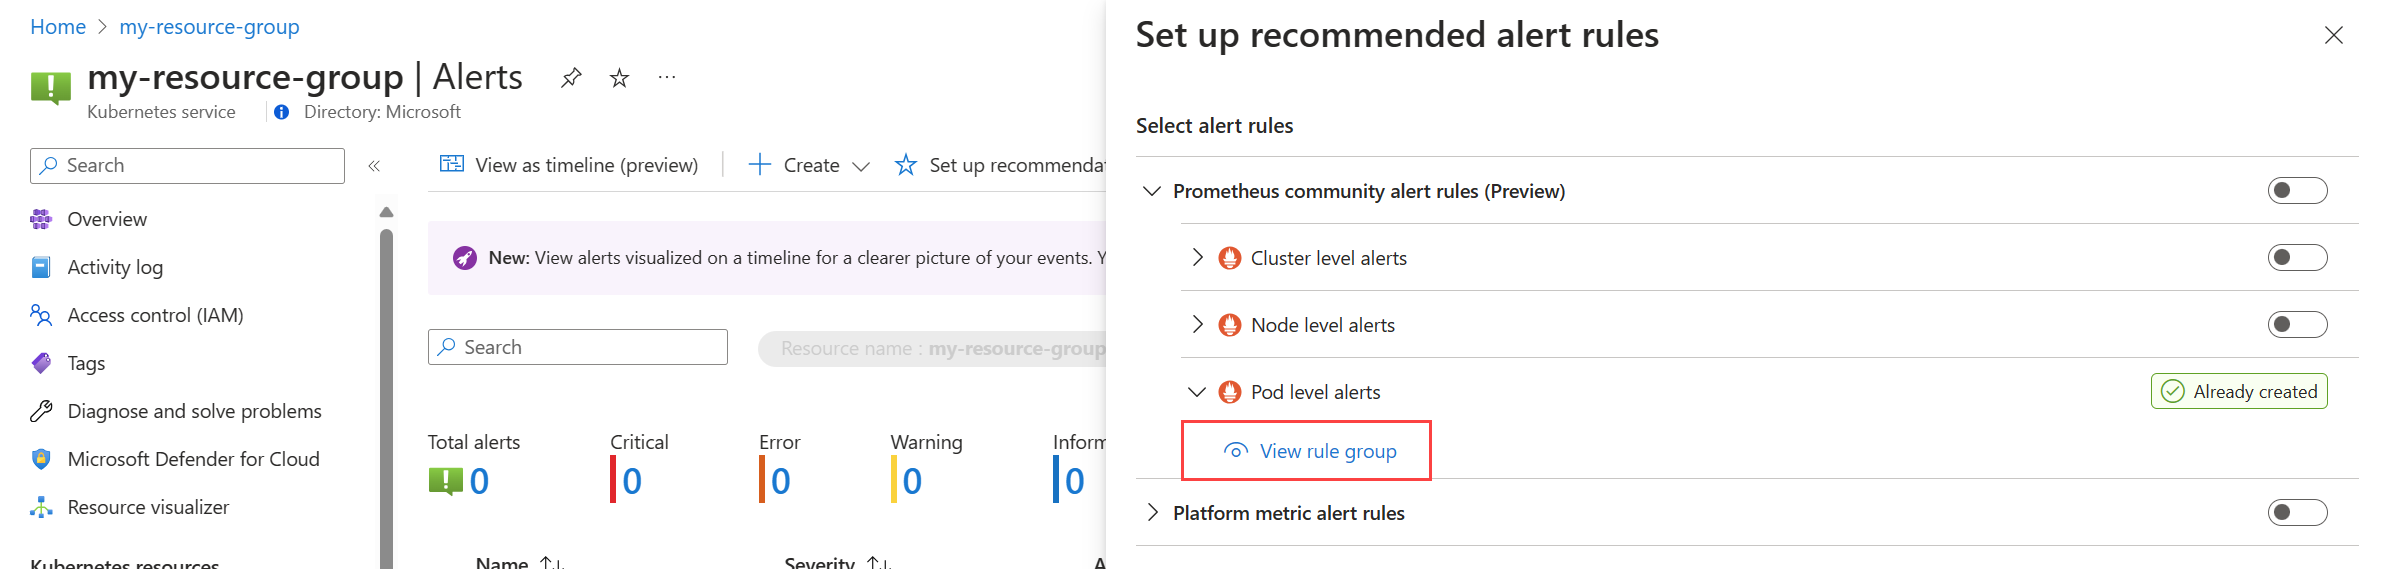 Home > my-resource-group
my-resource-group | Alerts
Kubernetes service
Directory: Microsoft
Search
Overview
Activity log
Access control (IAM)
Tags
Diagnose and solve problems
Microsoft Defender for Cloud
Resource visualizer
Kubernetes resources
View as timeline (preview)
Create
Set up recommendat
New: View alerts visualized on a timeline for a clearer picture of your events. Y
Search
Resource name : my-resource-group
Total alerts
0
Critical
0
Error
0
Warning
0
Inform
0
Name
Severity
A
Set up recommended alert rules
Select alert rules
Prometheus community alert rules (Preview)
Cluster level alerts
Node level alerts
Pod level alerts
Already created
View rule group
Platform metric alert rules